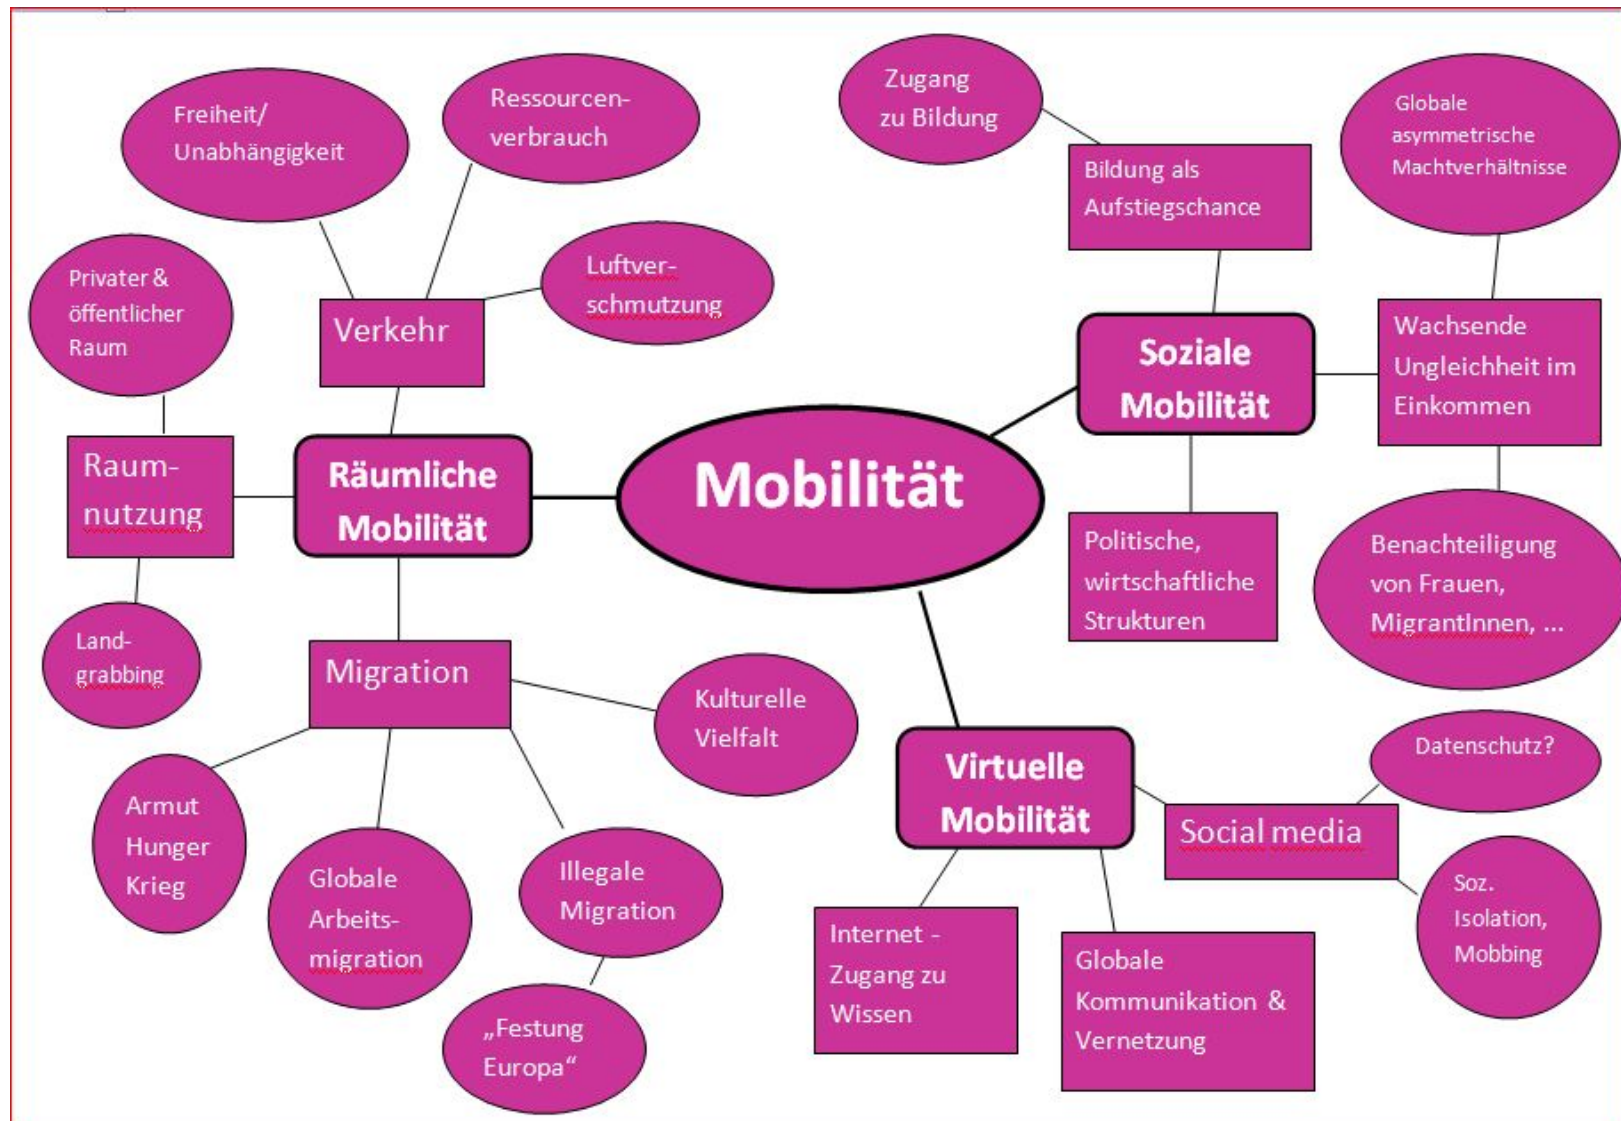 Freiheit/
Unabhängigkeit
Ressourcen-
verbrauch
Luftver-
schmutzung
Privater &
öffentlicher
Raum
Verkehr
Raum-
nutzung
Räumliche
Mobilität
Land-
grabbing
Migration
Kulturelle
Vielfalt
Armut
Hunger
Krieg
Globale
Arbeits-
migration
Illegale
Migration
„Festung
Europa“
Mobilität
Zugang
zu Bildung
Bildung als
Aufstiegschance
Globale
asymmetrische
Machtverhältnisse
Soziale
Mobilität
Wachsende
Ungleichheit im
Einkommen
Politische,
wirtschaftliche
Strukturen
Benachteiligung
von Frauen,
MigrantInnen, ...
Virtuelle
Mobilität
Datenschutz?
Social media
Soz.
Isolation,
Mobbing
Internet -
Zugang zu
Wissen
Globale
Kommunikation &
Vernetzung